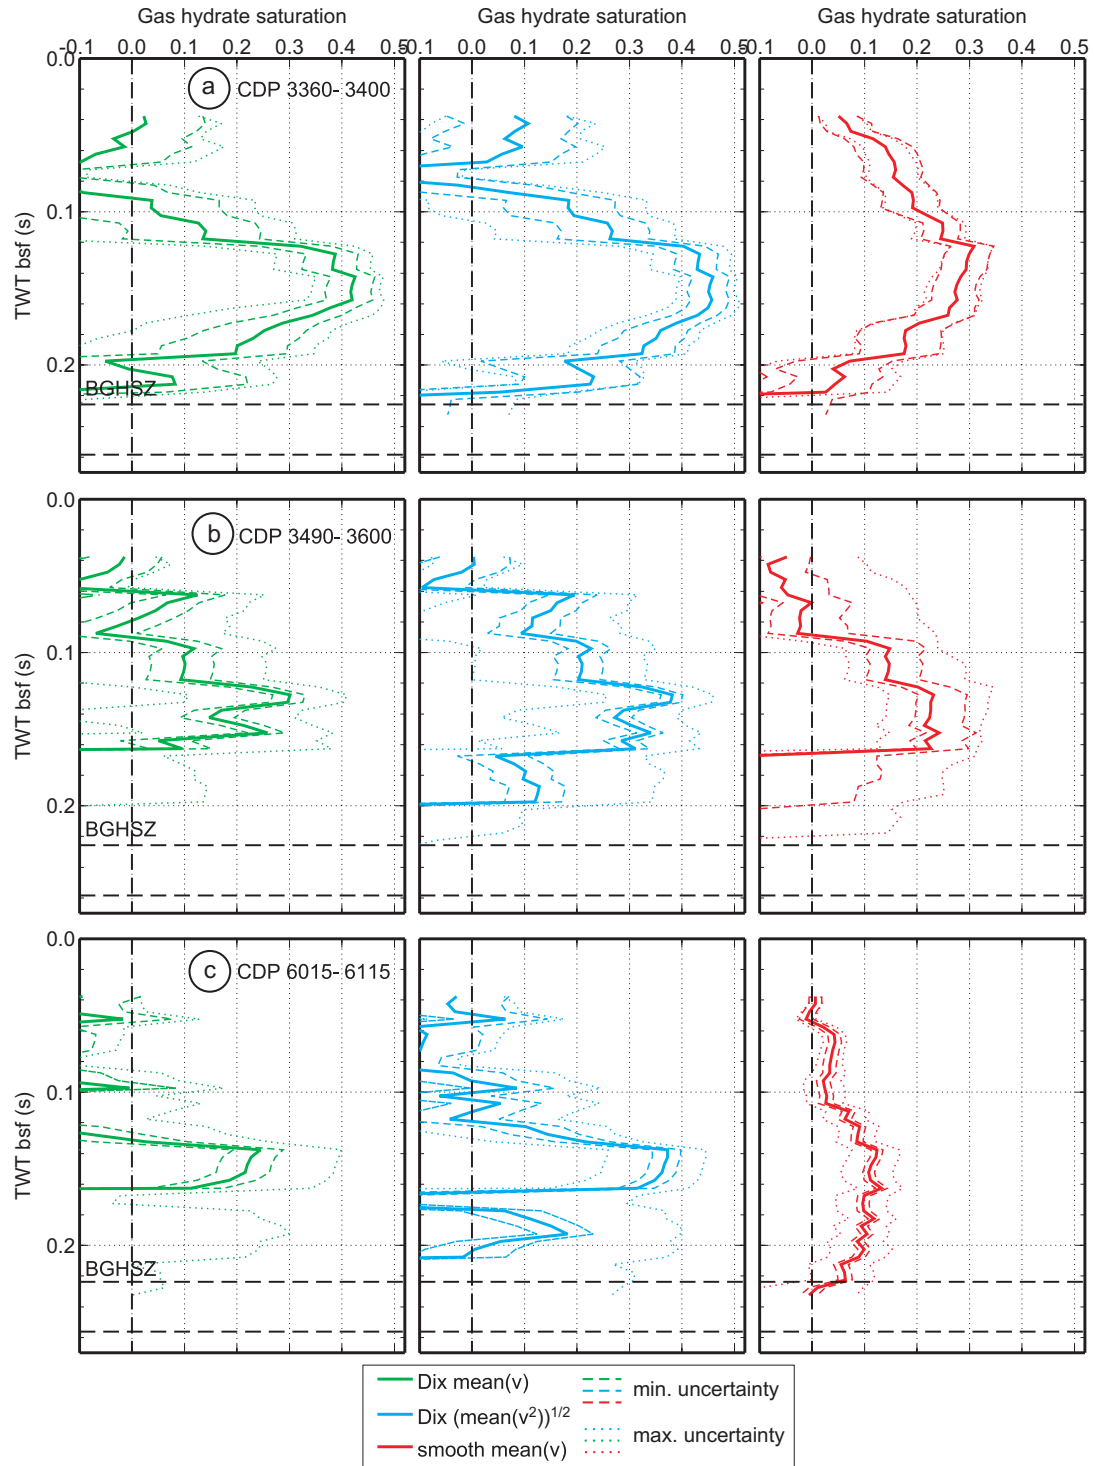 Gas hydrate saturation Gas hydrate saturation Gas hydrate saturation
-0.1 0.0 0.1 0.2 0.3 0.4 0.5 0.1 0.0 0.1 0.2 0.3 0.4 0.5 0.1 0.0 0.1 0.2 0.3 0.4 0.5
0.0
a CDP 3360- 3400
0.1
TWT bsf (s)
0.2
BGHSZ
0.0
b CDP 3490- 3600
0.1
TWT bsf (s)
0.2
BGHSZ
0.0
c CDP 6015- 6115
0.1
TWT bsf (s)
0.2
BGHSZ
Dix mean(v) min. uncertainty
Dix (mean(v²))¹/²
smooth mean(v) max. uncertainty